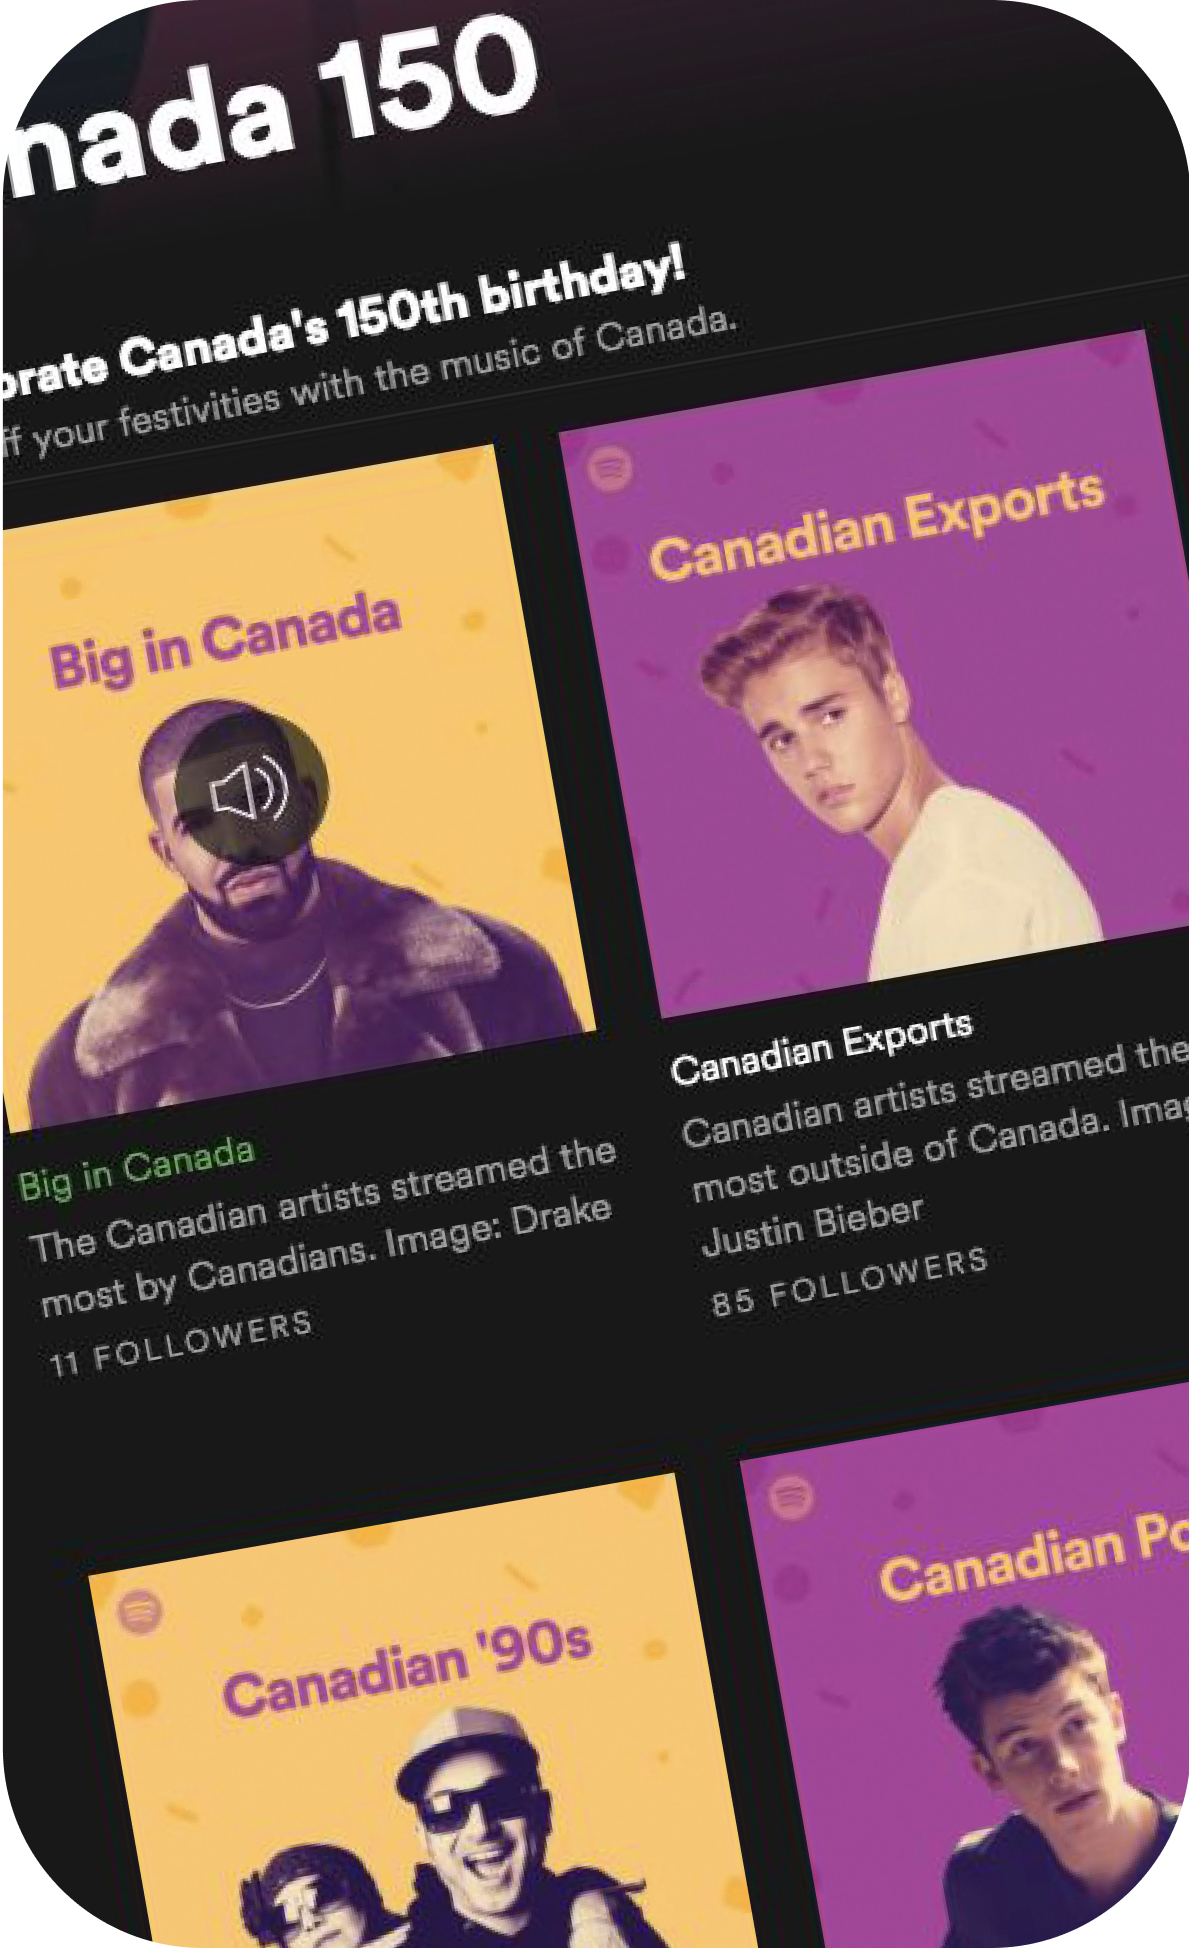 nada 150
brate Canada's 150th birthday!
ff your festivities with the music of Canada.
Big in Canada
Canadian Exports
Big in Canada
The Canadian artists streamed the
most by Canadians. Image: Drake
11 FOLLOWERS
Canadian Exports
Canadian artists streamed the
most outside of Canada. Imag
Justin Bieber
85 FOLLOWERS
Canadian '90s
Canadian Po